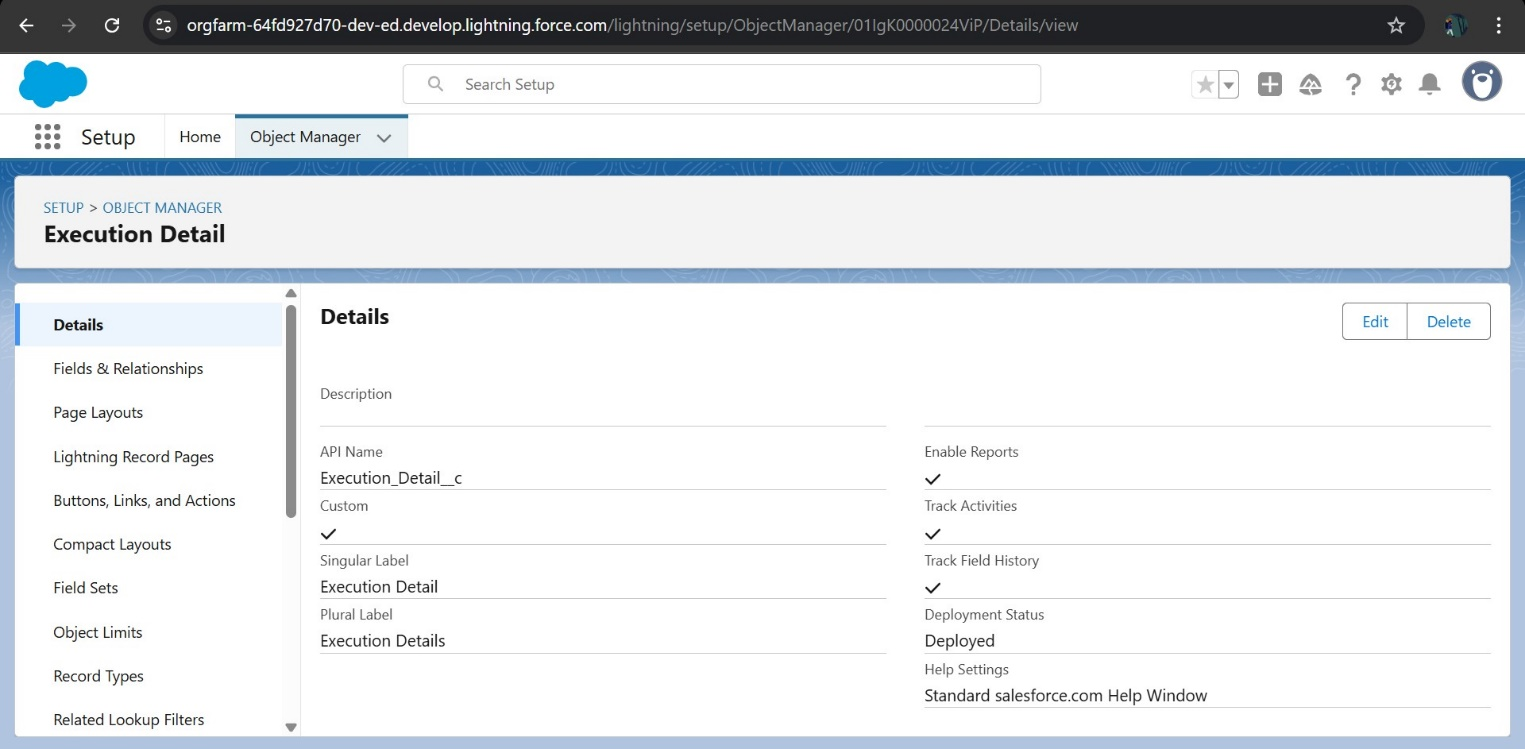 orgfarm-64fd927d70-dev-ed.develop.lightning.force.com/lightning/setup/ObjectManager/01IgK0000024ViP/Details/view
Search Setup
Setup
Home
Object Manager
SETUP > OBJECT MANAGER
Execution Detail
Details
Fields & Relationships
Page Layouts
Lightning Record Pages
Buttons, Links, and Actions
Compact Layouts
Field Sets
Object Limits
Record Types
Related Lookup Filters
Details
Edit
Delete
Description
API Name
Execution_Detail__c
Custom
Singular Label
Execution Detail
Plural Label
Execution Details
Enable Reports
Track Activities
Track Field History
Deployment Status
Deployed
Help Settings
Standard salesforce.com Help Window